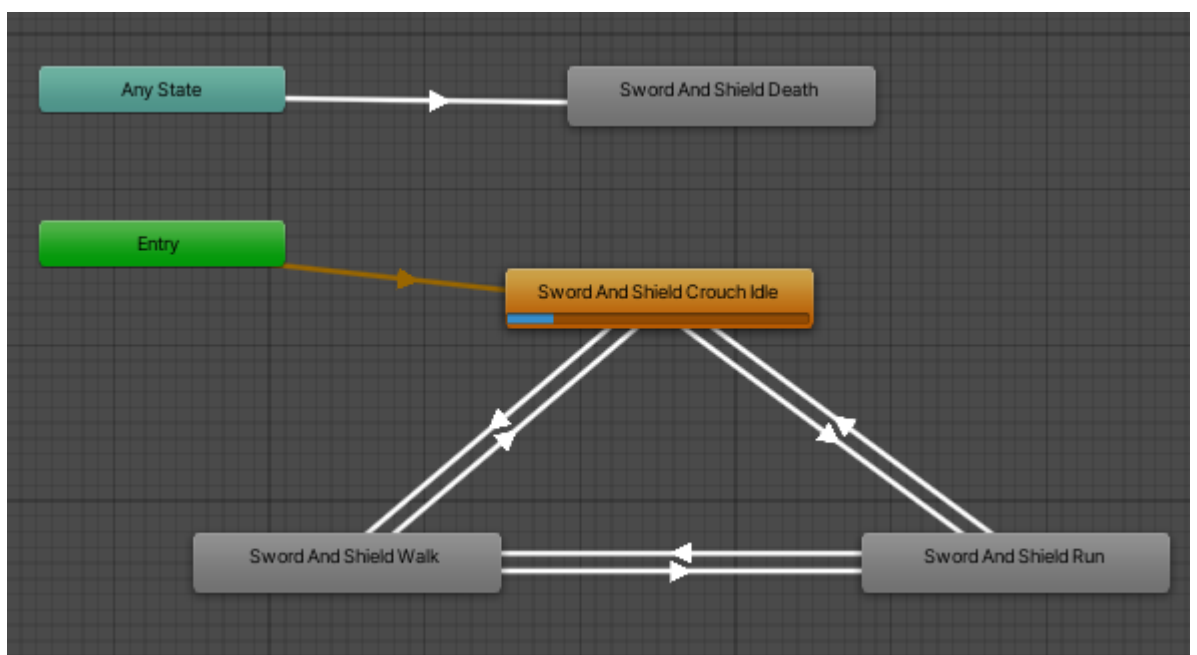 Any State
Sword And Shield Death
Entry
Sword And Shield Crouch Idle
Sword And Shield Walk
Sword And Shield Run